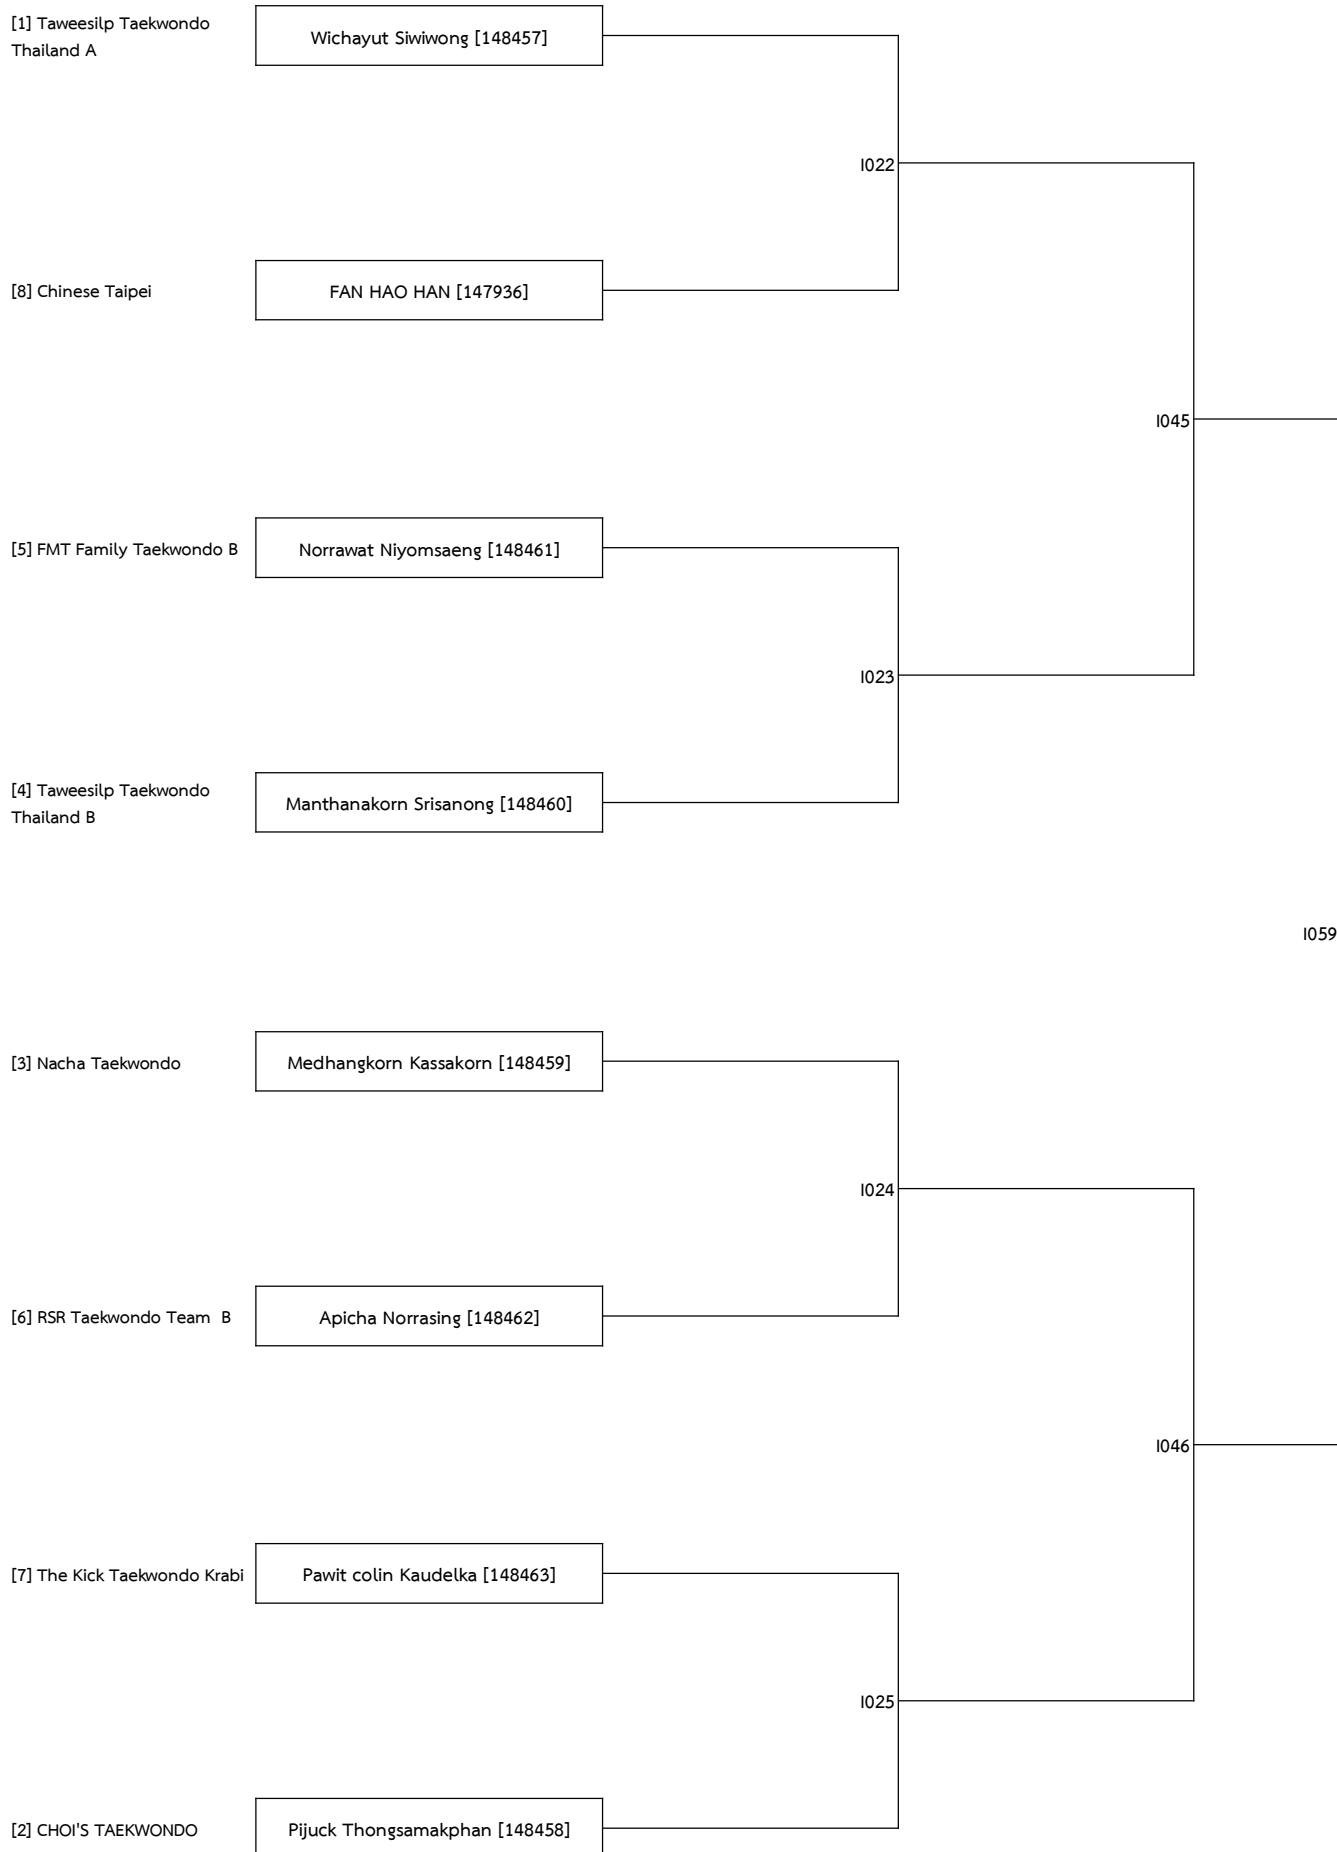 [1] Taweesilp Taekwondo
Thailand A
Wichayut Siwiwong [148457]
I022
[8] Chinese Taipei
FAN HAO HAN [147936]
I045
[5] FMT Family Taekwondo B
Norrawat Niyomsaeng [148461]
I023
[4] Taweesilp Taekwondo
Thailand B
Manthanakorn Srisanong [148460]
I059
[3] Nacha Taekwondo
Medhangkorn Kassakorn [148459]
I024
[6] RSR Taekwondo Team  B
Apicha Norrasing [148462]
I046
[7] The Kick Taekwondo Krabi
Pawit colin Kaudelka [148463]
I025
[2] CHOI'S TAEKWONDO
Pijuck Thongsamakphan [148458]